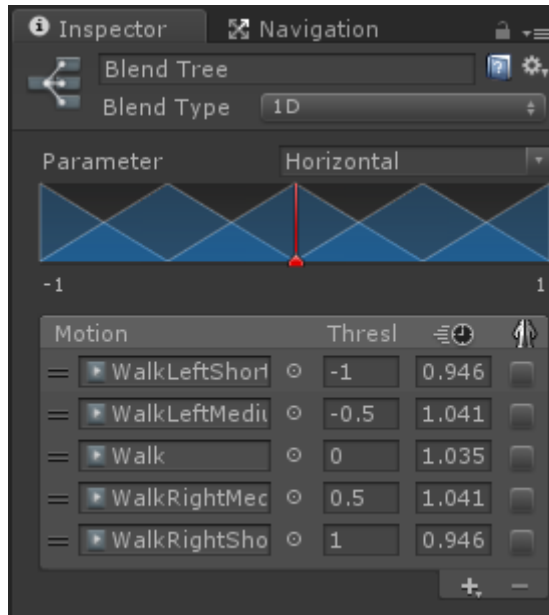 Inspector Navigation
Blend Tree
Blend Type 1D
Parameter Horizontal
-1 1
Motion Thresl
WalkLeftShort -1 0.946
WalkLeftMediu -0.5 1.041
Walk 0 1.035
WalkRightMec 0.5 1.041
WalkRightSho 1 0.946